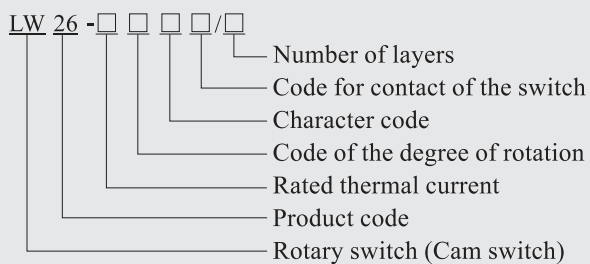 LW 26 -□ □ □ □/□
Number of layers
Code for contact of the switch
Character code
Code of the degree of rotation
Rated thermal current
Product code
Rotary switch (Cam switch)